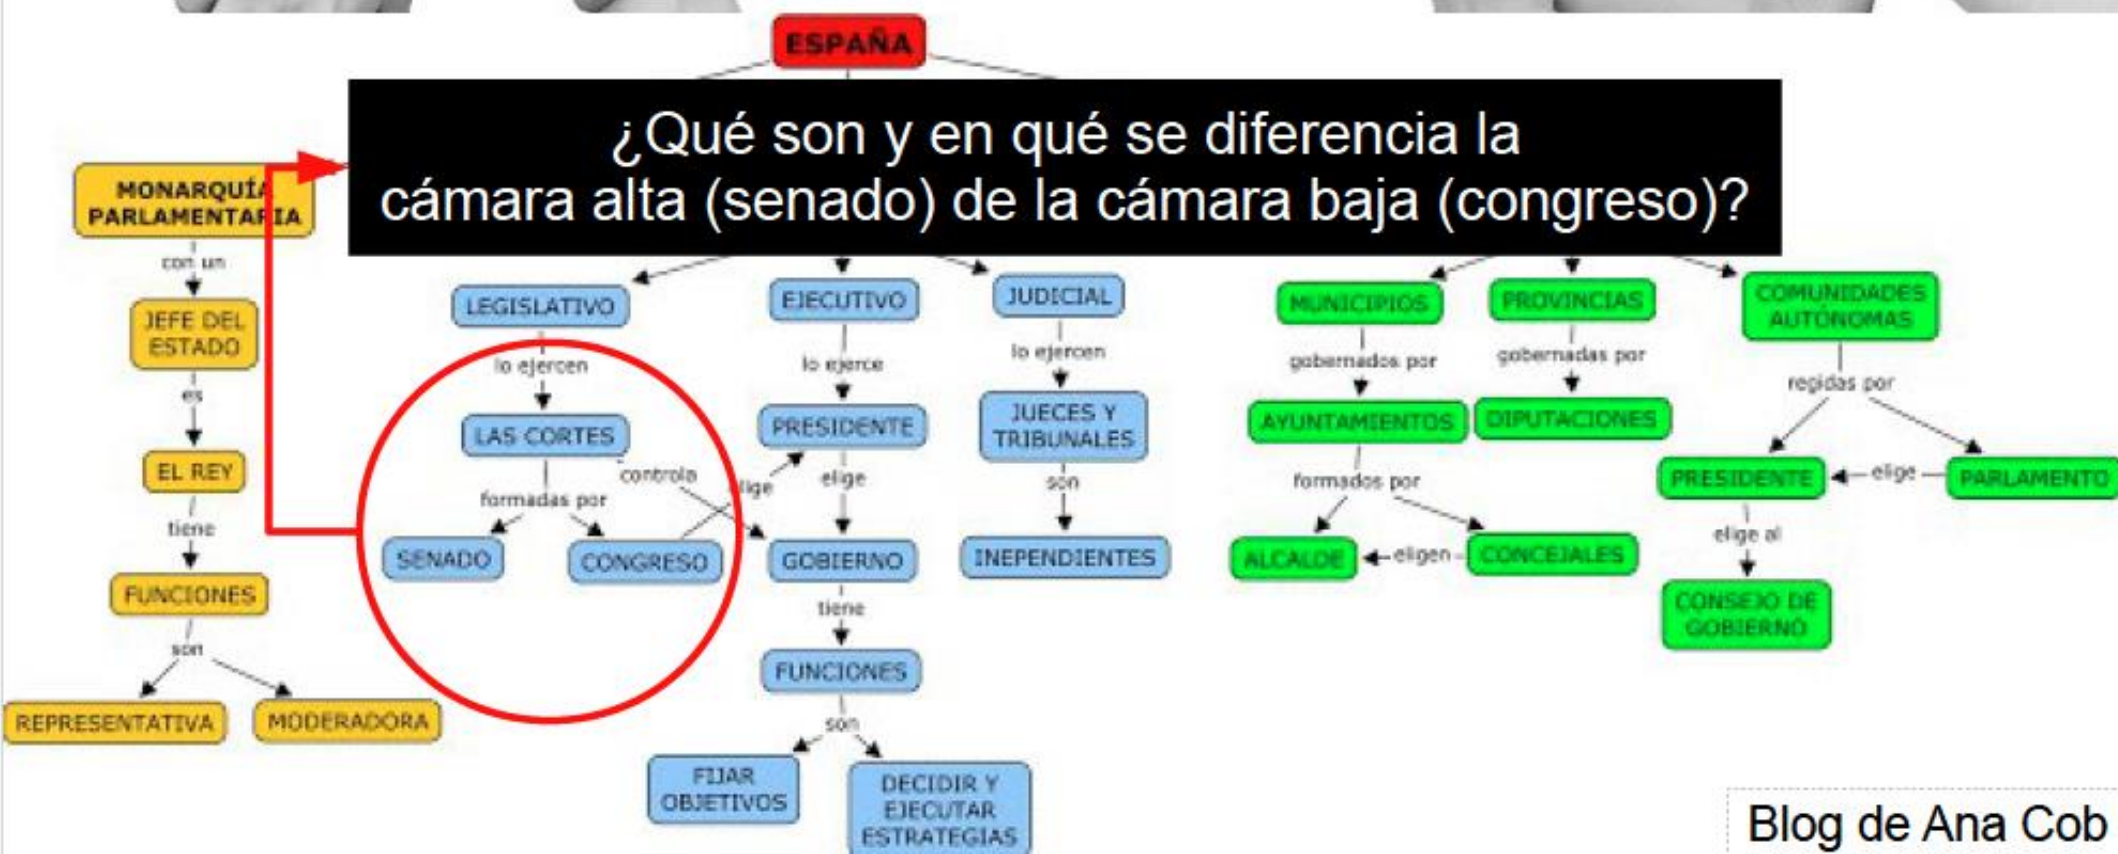 ESPAÑA
¿Qué son y en qué se diferencia la
cámara alta (senado) de la cámara baja (congreso)?
MONARQUÍA
PARLAMENTARIA
con un
JEFE DEL
ESTADO
es
EL REY
tiene
FUNCIONES
son
REPRESENTATIVA
MODERADORA
LEGISLATIVO
lo ejercen
LAS CORTES
controla
formadas por
SENADO
CONGRESO
elige
EJECUTIVO
lo ejerce
PRESIDENTE
elige
GOBIERNO
tiene
FUNCIONES
son
FIJAR
OBJETIVOS
DECIDIR Y
EJECUTAR
ESTRATEGIAS
JUDICIAL
lo ejercen
JUECES Y
TRIBUNALES
son
INEPENDIENTES
MUNICIPIOS
gobernados por
AYUNTAMIENTOS
formados por
ALCALDE
eligen
CONCEJALES
PROVINCIAS
gobernadas por
DIPUTACIONES
COMUNIDADES
AUTÓNOMAS
regidas por
PRESIDENTE
elige
PARLAMENTO
elige al
CONSEJO DE
GOBIERNO
Blog de Ana Cob